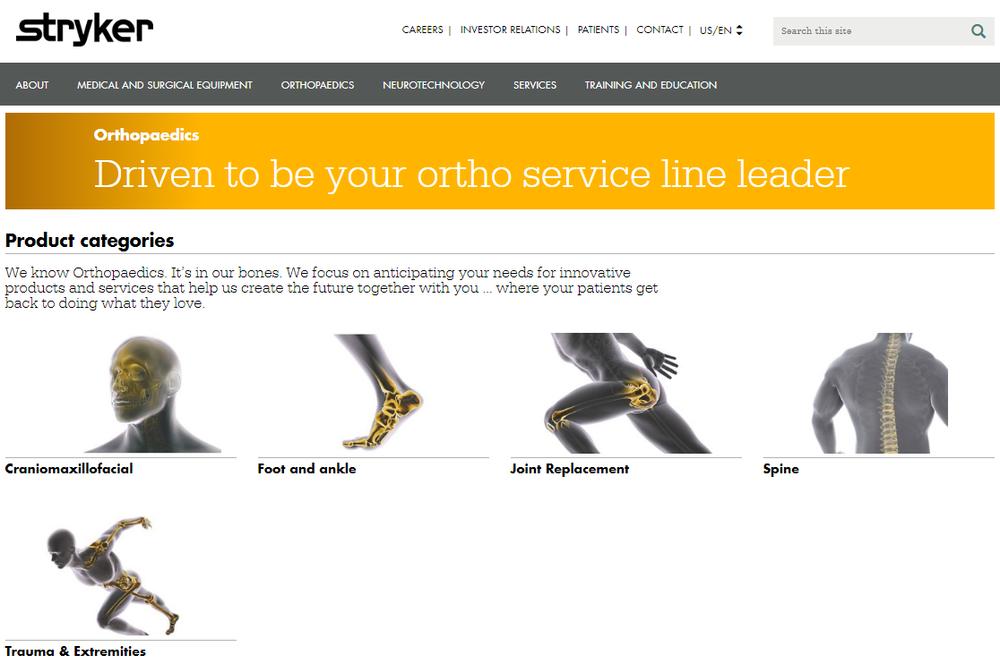 stryker
CAREERS | INVESTOR RELATIONS | PATIENTS | CONTACT | US/EN
Search this site
ABOUT MEDICAL AND SURGICAL EQUIPMENT ORTHOPAEDICS NEUROTECHNOLOGY SERVICES TRAINING AND EDUCATION
Orthopaedics
Driven to be your ortho service line leader
Product categories
We know Orthopaedics. It's in our bones. We focus on anticipating your needs for innovative
products and services that help us create the future together with you ... where your patients get
back to doing what they love.
Craniomaxillofacial
Foot and ankle
Joint Replacement
Spine
Trauma & Extremities